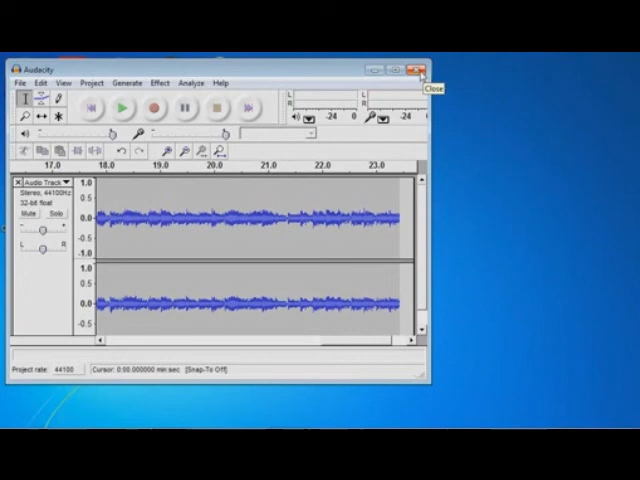 Audacity
Close
File Edit View Project Generate Effect Analyze Help
L
R
-24 0
L
R
-24 0
17.0 18.0 19.0 20.0 21.0 22.0 23.0
Audio Track
Stereo, 44100Hz
32-bit float
Mute Solo
- +
L R
1.0
0.5
0.0
-0.5
-1.0
1.0
0.5
0.0
-0.5
Project rate: 44100 Cursor: 0:00.000000 min:sec [Snap-To Off]